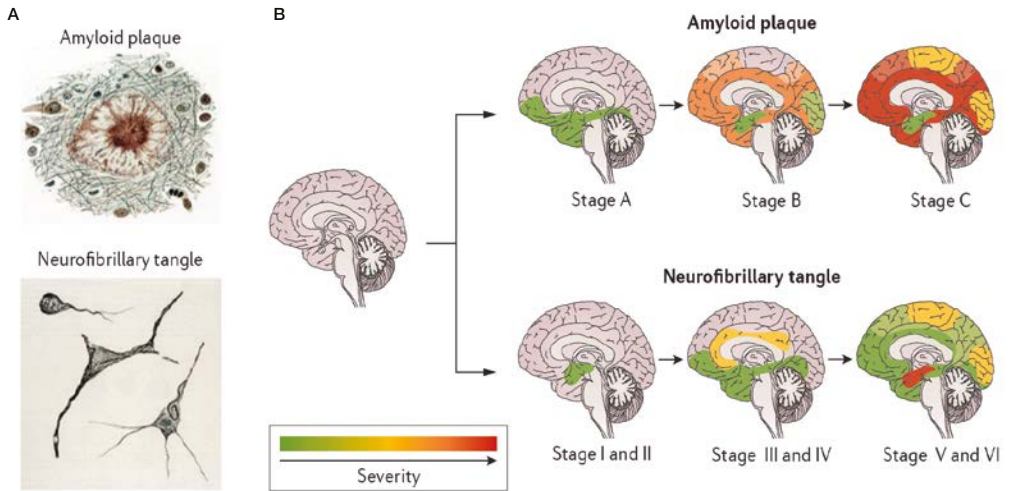 A
B
Amyloid plaque
Neurofibrillary tangle
Amyloid plaque
Stage A
Stage B
Stage C
Neurofibrillary tangle
Stage I and II
Stage III and IV
Stage V and VI
Severity